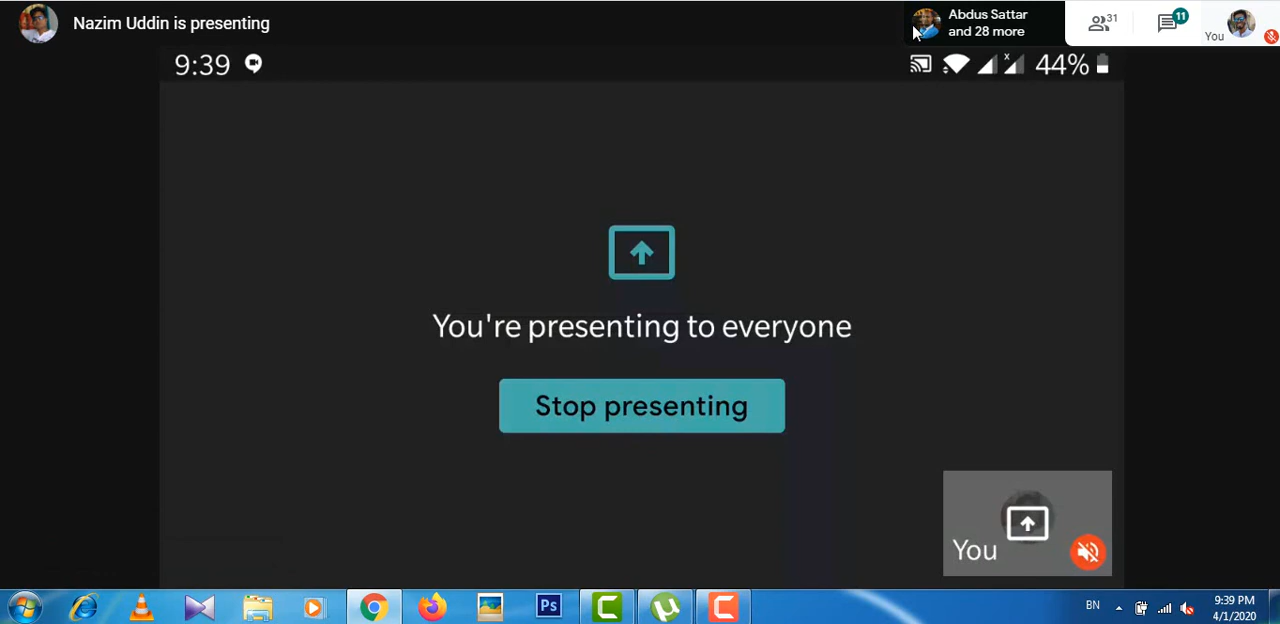 Nazim Uddin is presenting
Abdus Sattar
and 28 more
31
11
You
9:39
44%
x
You're presenting to everyone
Stop presenting
You
Ps
BN
9:39 PM
4/1/2020